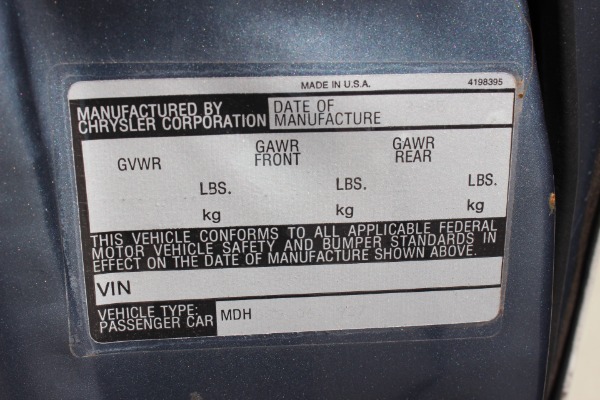 MADE IN U.S.A. 4198395
MANUFACTURED BY
CHRYSLER CORPORATION
DATE OF
MANUFACTURE
GVWR
GAWR
FRONT
GAWR
REAR
LBS. LBS. LBS.
kg kg kg
THIS VEHICLE CONFORMS TO ALL APPLICABLE FEDERAL
MOTOR VEHICLE SAFETY AND BUMPER STANDARDS IN
EFFECT ON THE DATE OF MANUFACTURE SHOWN ABOVE.
VIN
VEHICLE TYPE:
PASSENGER CAR
MDH